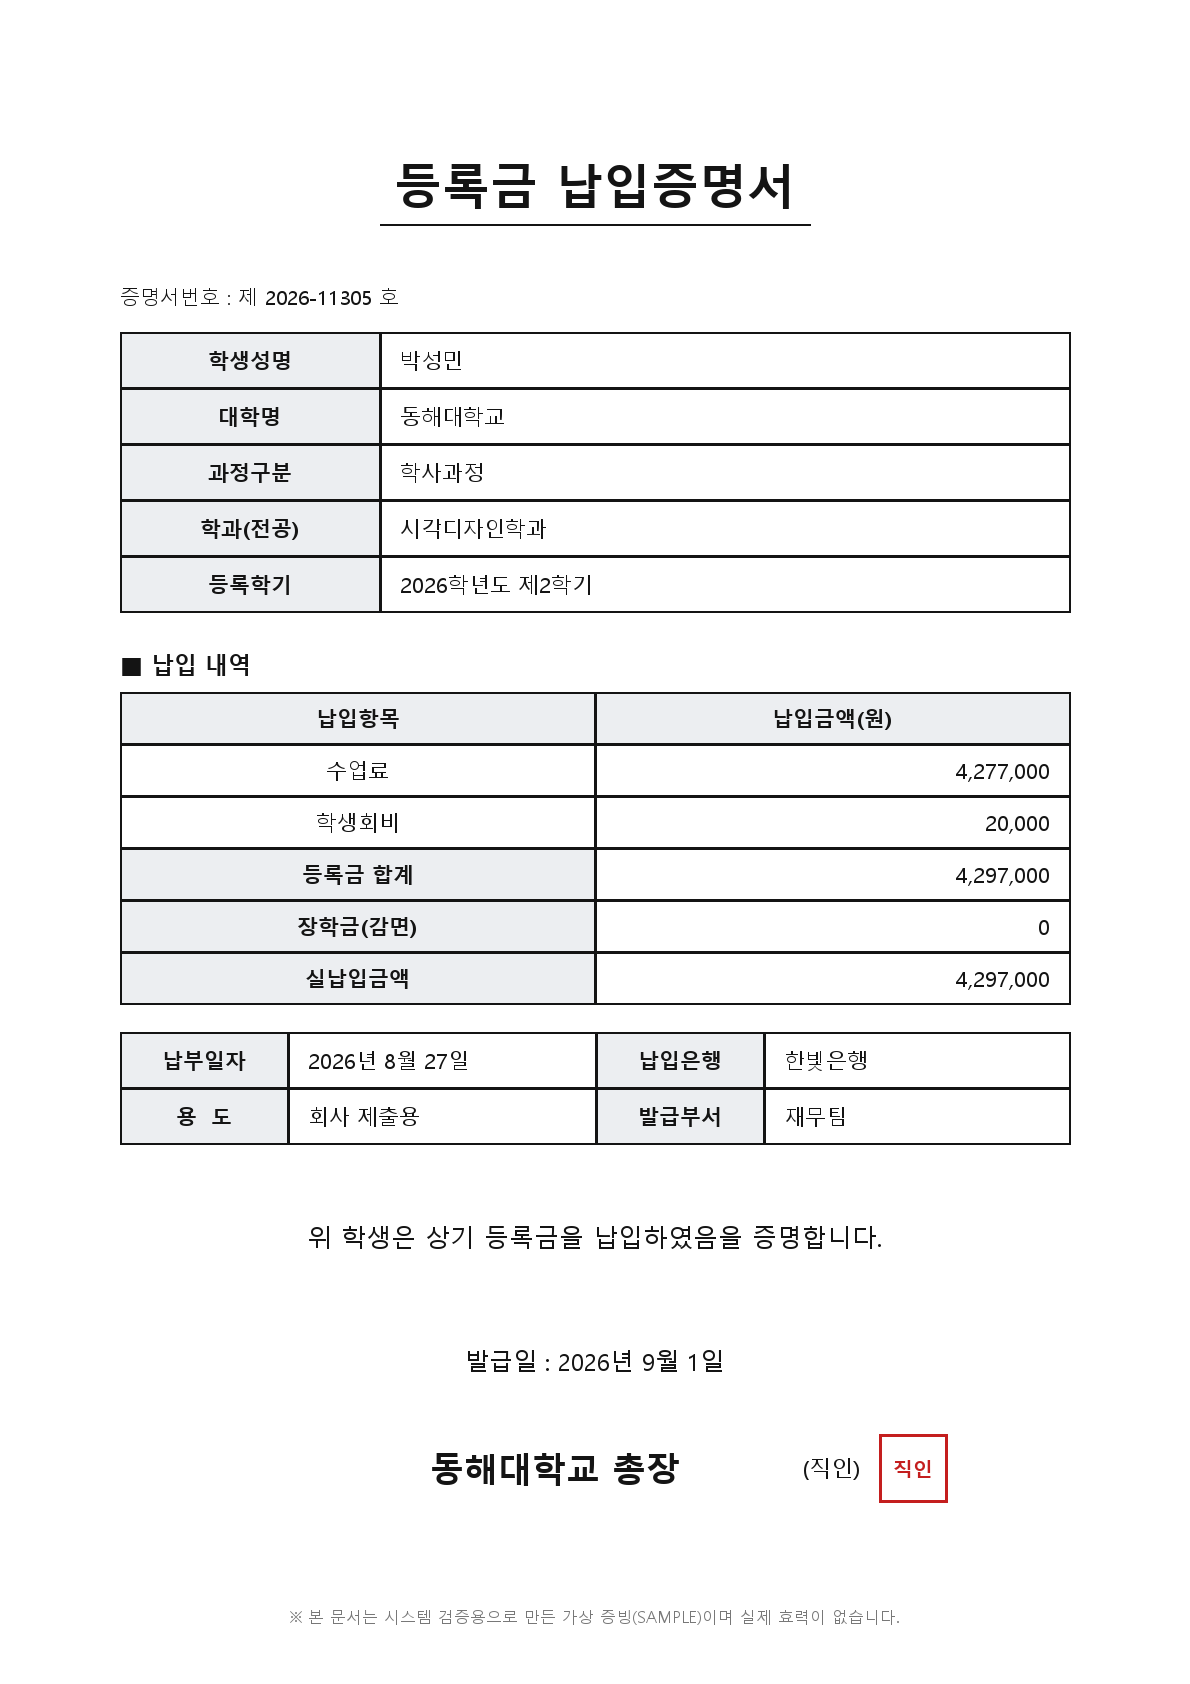 등록금 납입증명서
증명서번호 : 제 2026-11305 호
학생성명 박성민
대학명 동해대학교
과정구분 학사과정
학과(전공) 시각디자인학과
등록학기 2026학년도 제2학기
■ 납입 내역
납입항목 납입금액(원)
수업료 4,277,000
학생회비 20,000
등록금 합계 4,297,000
장학금(감면) 0
실납입금액 4,297,000
납부일자 2026년 8월 27일 납입은행 한빛은행
용 도 회사 제출용 발급부서 재무팀
위 학생은 상기 등록금을 납입하였음을 증명합니다.
발급일 : 2026년 9월 1일
동해대학교 총장 (직인) 직인
※ 본 문서는 시스템 검증용으로 만든 가상 증빙(SAMPLE)이며 실제 효력이 없습니다.